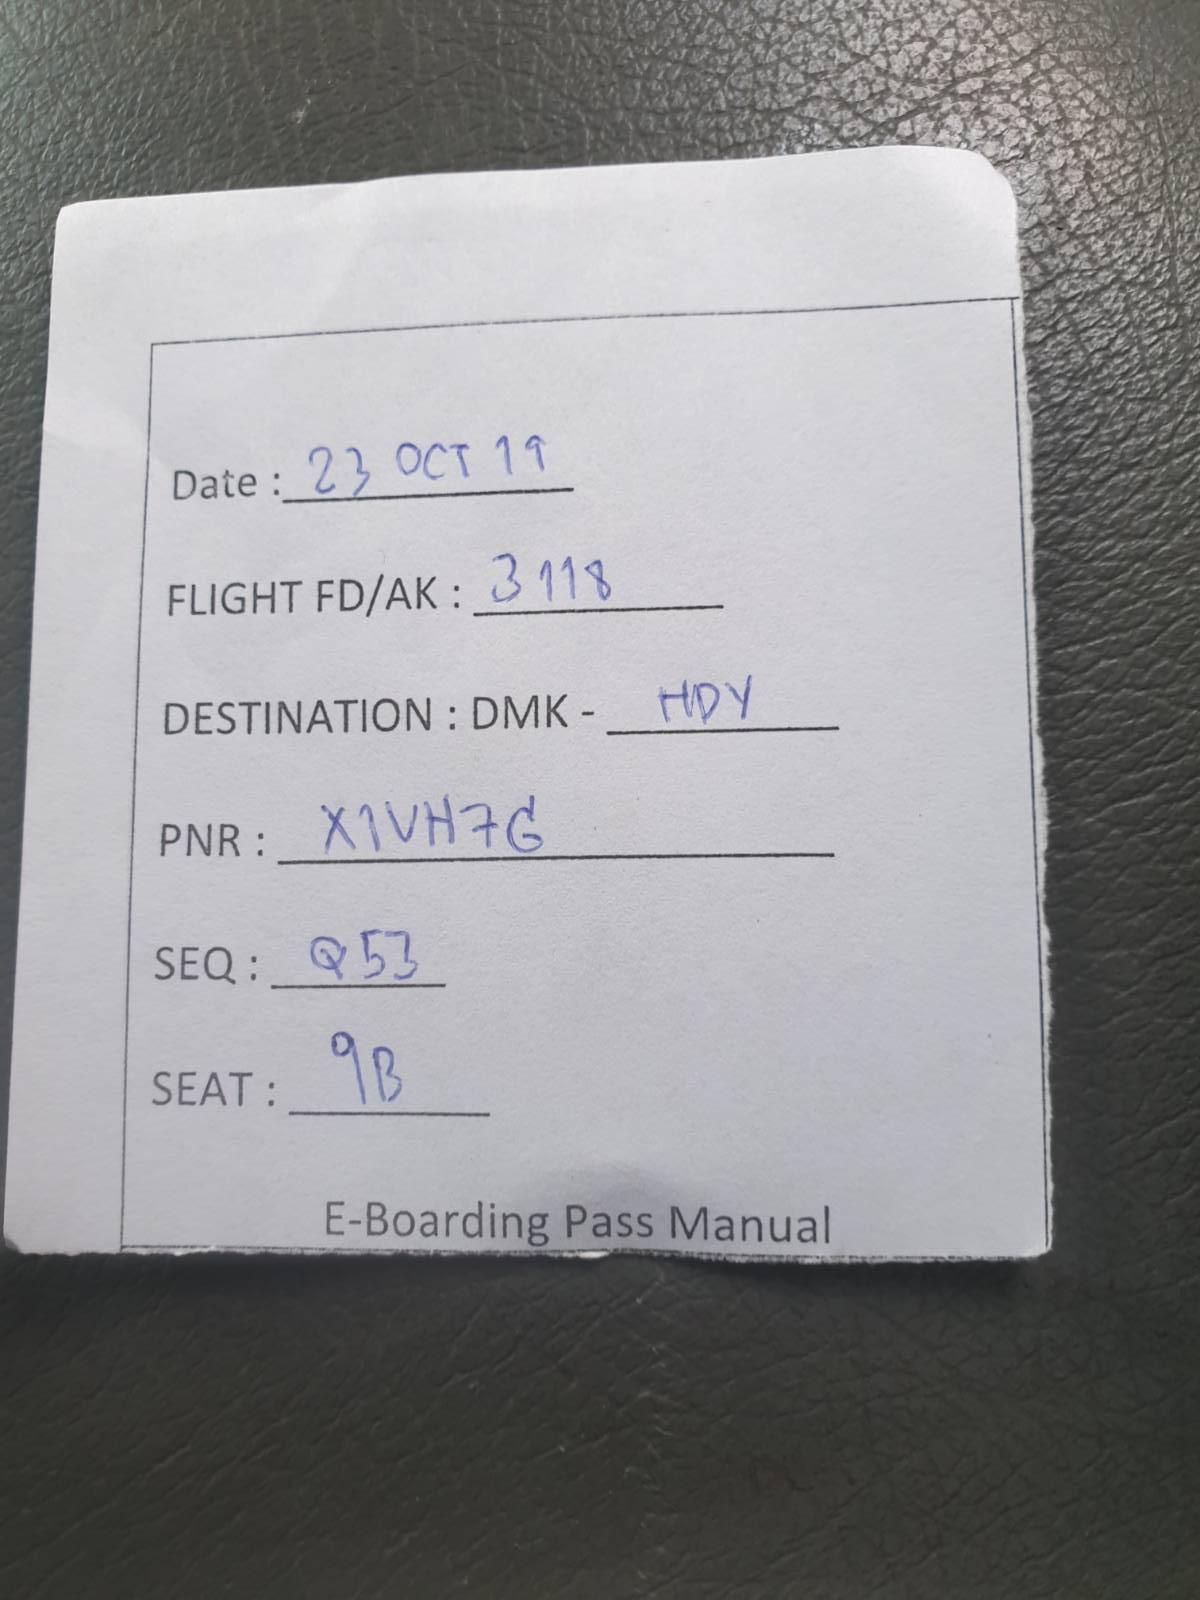 Date : 23 OCT 19
FLIGHT FD/AK : 3118
DESTINATION : DMK - HDY
PNR : X1VH7G
SEQ : Q53
SEAT : 9B
E-Boarding Pass Manual